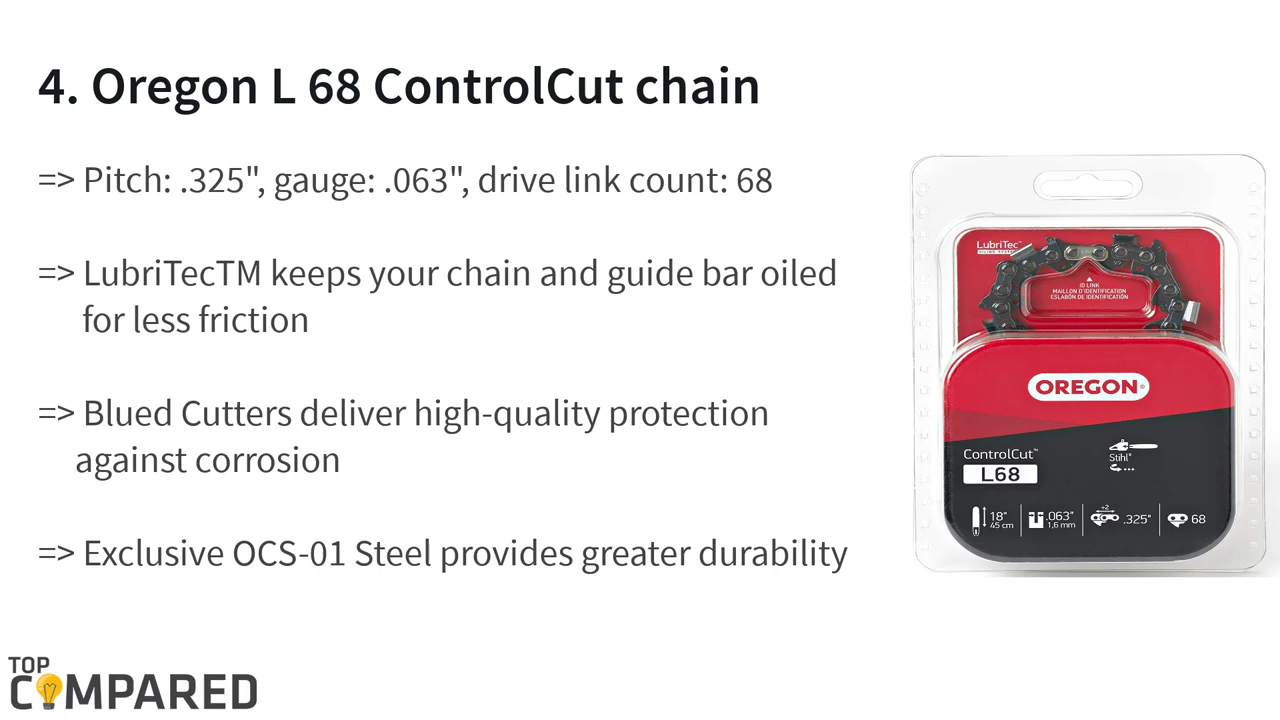 4. Oregon L 68 ControlCut chain
=> Pitch: .325", gauge: .063", drive link count: 68
=> LubriTecTM keeps your chain and guide bar oiled
for less friction
=> Blued Cutters deliver high-quality protection
against corrosion
=> Exclusive OCS-01 Steel provides greater durability
LubriTec™
ID LINK
MAILLON D'IDENTIFICATION
ESLABÓN DE IDENTIFICACIÓN
OREGON®
ControlCut™
L68
Stihl®
18" .063" .325" 68
45 cm 1,6 mm
TOP
COMPARED